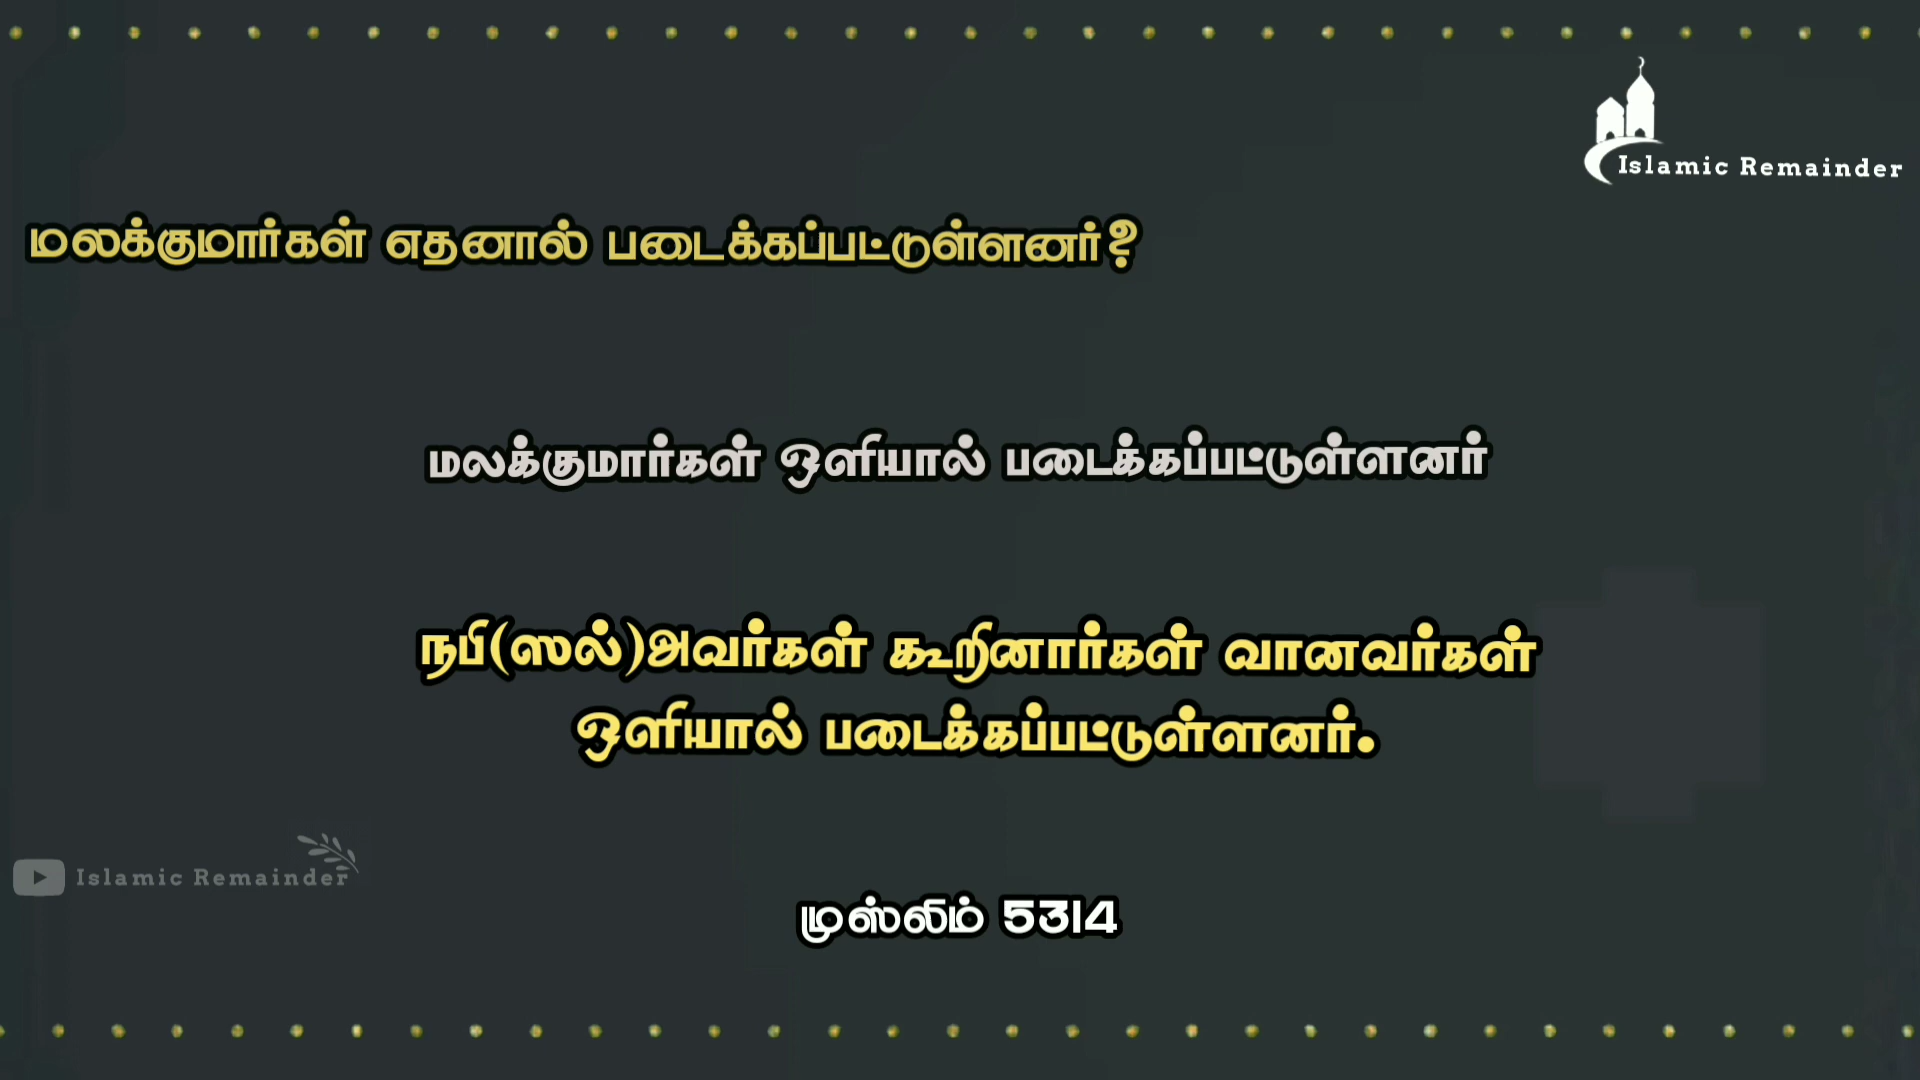 Islamic Remainder
மலக்குமார்கள் எதனால் படைக்கப்பட்டுள்ளனர்?
மலக்குமார்கள் ஒளியால் படைக்கப்பட்டுள்ளனர்
நபி(ஸல்)அவர்கள் கூறினார்கள் வானவர்கள்
ஒளியால் படைக்கப்பட்டுள்ளனர்.
Islamic Remainder
முஸ்லிம் 5314